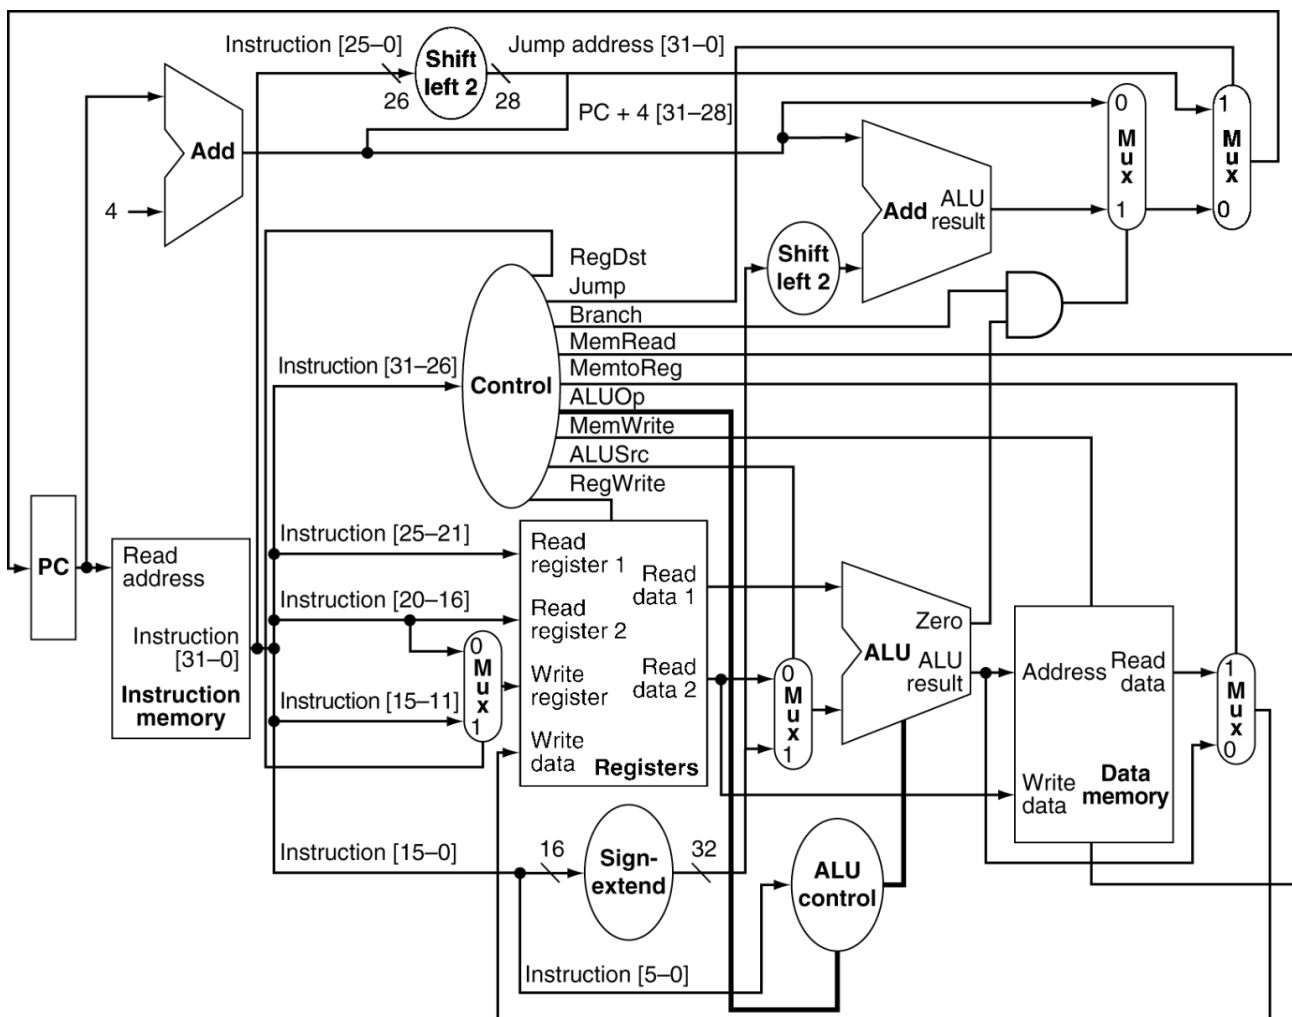 Instruction [25–0]
Shift
left 2
Jump address [31–0]
26
28
PC + 4 [31–28]
Add
4
0
M
u
x
1
1
M
u
x
0
Add
ALU
result
Shift
left 2
RegDst
Jump
Branch
MemRead
MemtoReg
ALUOp
MemWrite
ALUSrc
RegWrite
Instruction [31–26]
Control
PC
Read
address
Instruction
[31–0]
Instruction
memory
Instruction [25–21]
Instruction [20–16]
Instruction [15–11]
0
M
u
x
1
Read
register 1
Read
register 2
Write
register
Write
data
Read
data 1
Read
data 2
Registers
0
M
u
x
1
Zero
ALU
ALU
result
Address
Read
data
Write
data
Data
memory
1
M
u
x
0
Instruction [15–0]
16
Sign-
extend
32
ALU
control
Instruction [5–0]